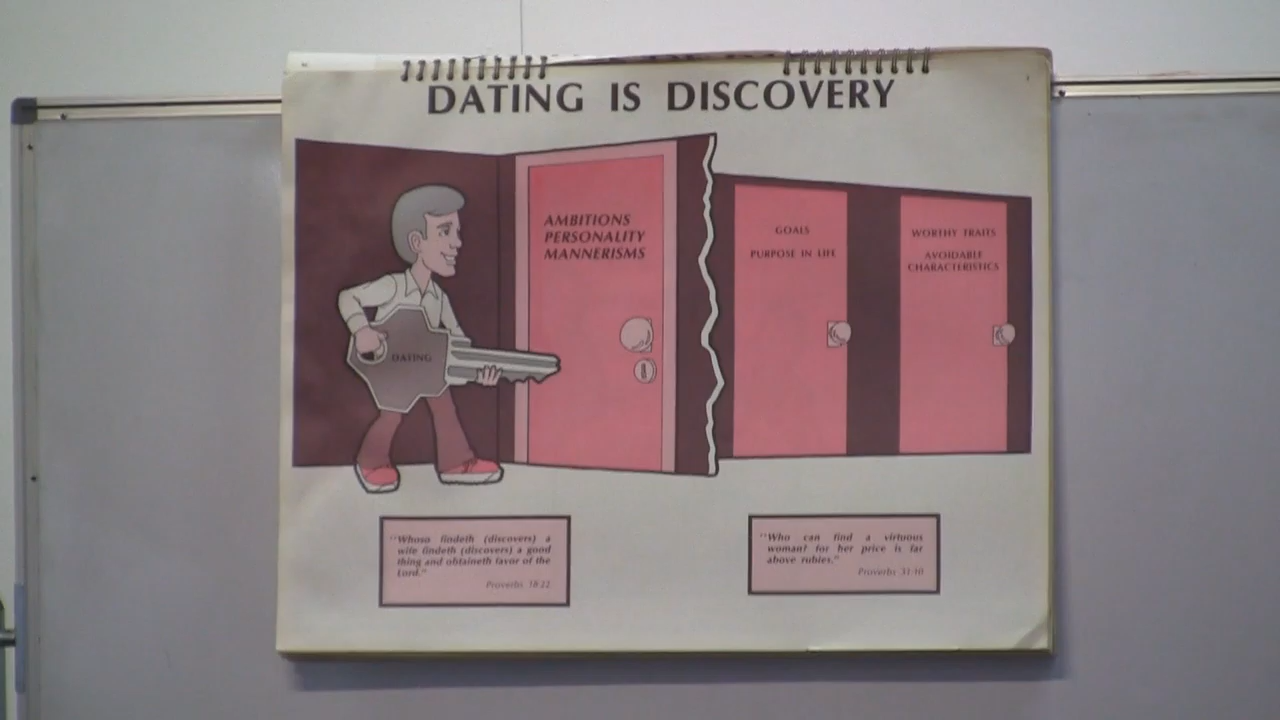 DATING IS DISCOVERY
AMBITIONS
PERSONALITY
MANNERISMS
GOALS
PURPOSE IN LIFE
WORTHY TRAITS
AVOIDABLE
CHARACTERISTICS
DATING
"Whoso findeth (discovers) a
wife findeth (discovers) a good
thing and obtaineth favor of the
Lord."
Proverbs 18:22
"Who can find a virtuous
woman? for her price is far
above rubies."
Proverbs 31:10